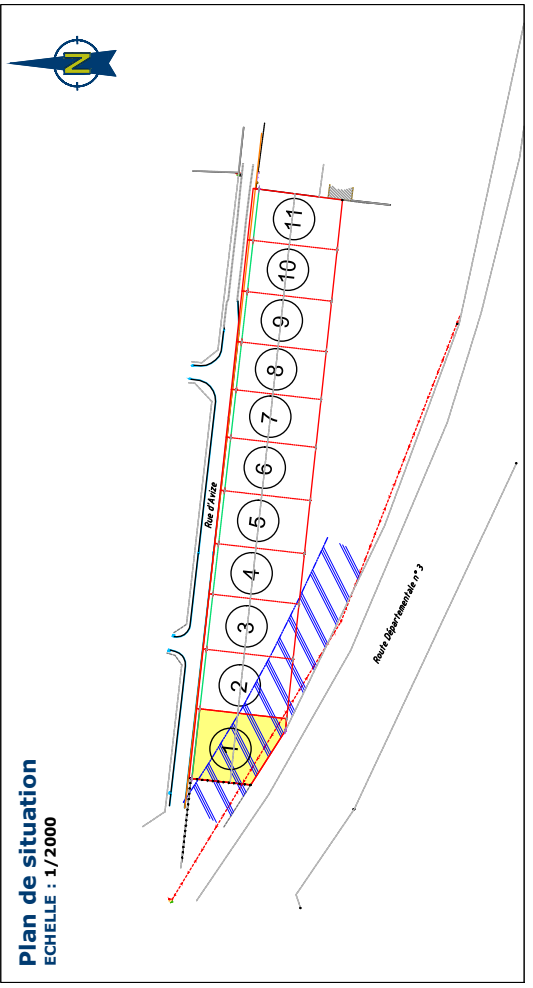 Plan de situation
ECHELLE : 1/2000
N
Rue d'Avize
1
2
3
4
5
6
7
8
9
10
11
Route Départementale n° 3